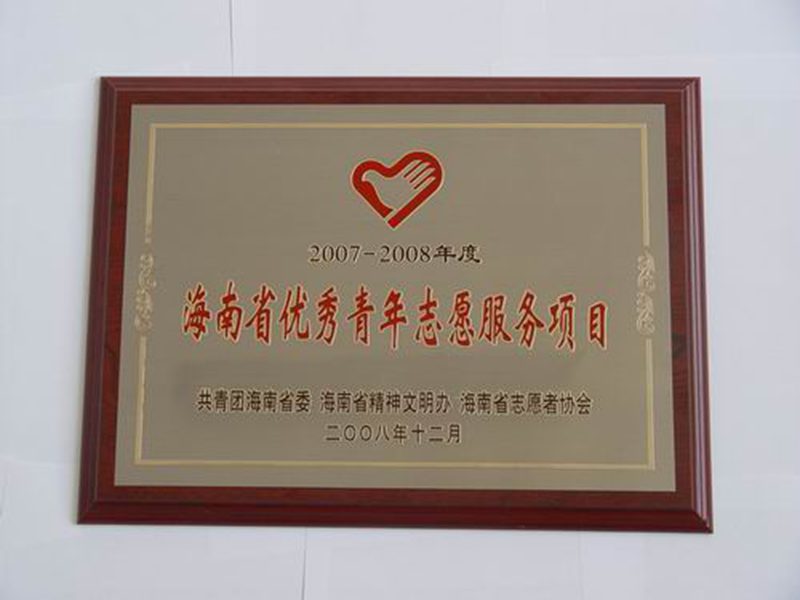 2007-2008年度
海南省优秀青年志愿服务项目
共青团海南省委 海南省精神文明办 海南省志愿者协会
二〇〇八年十二月